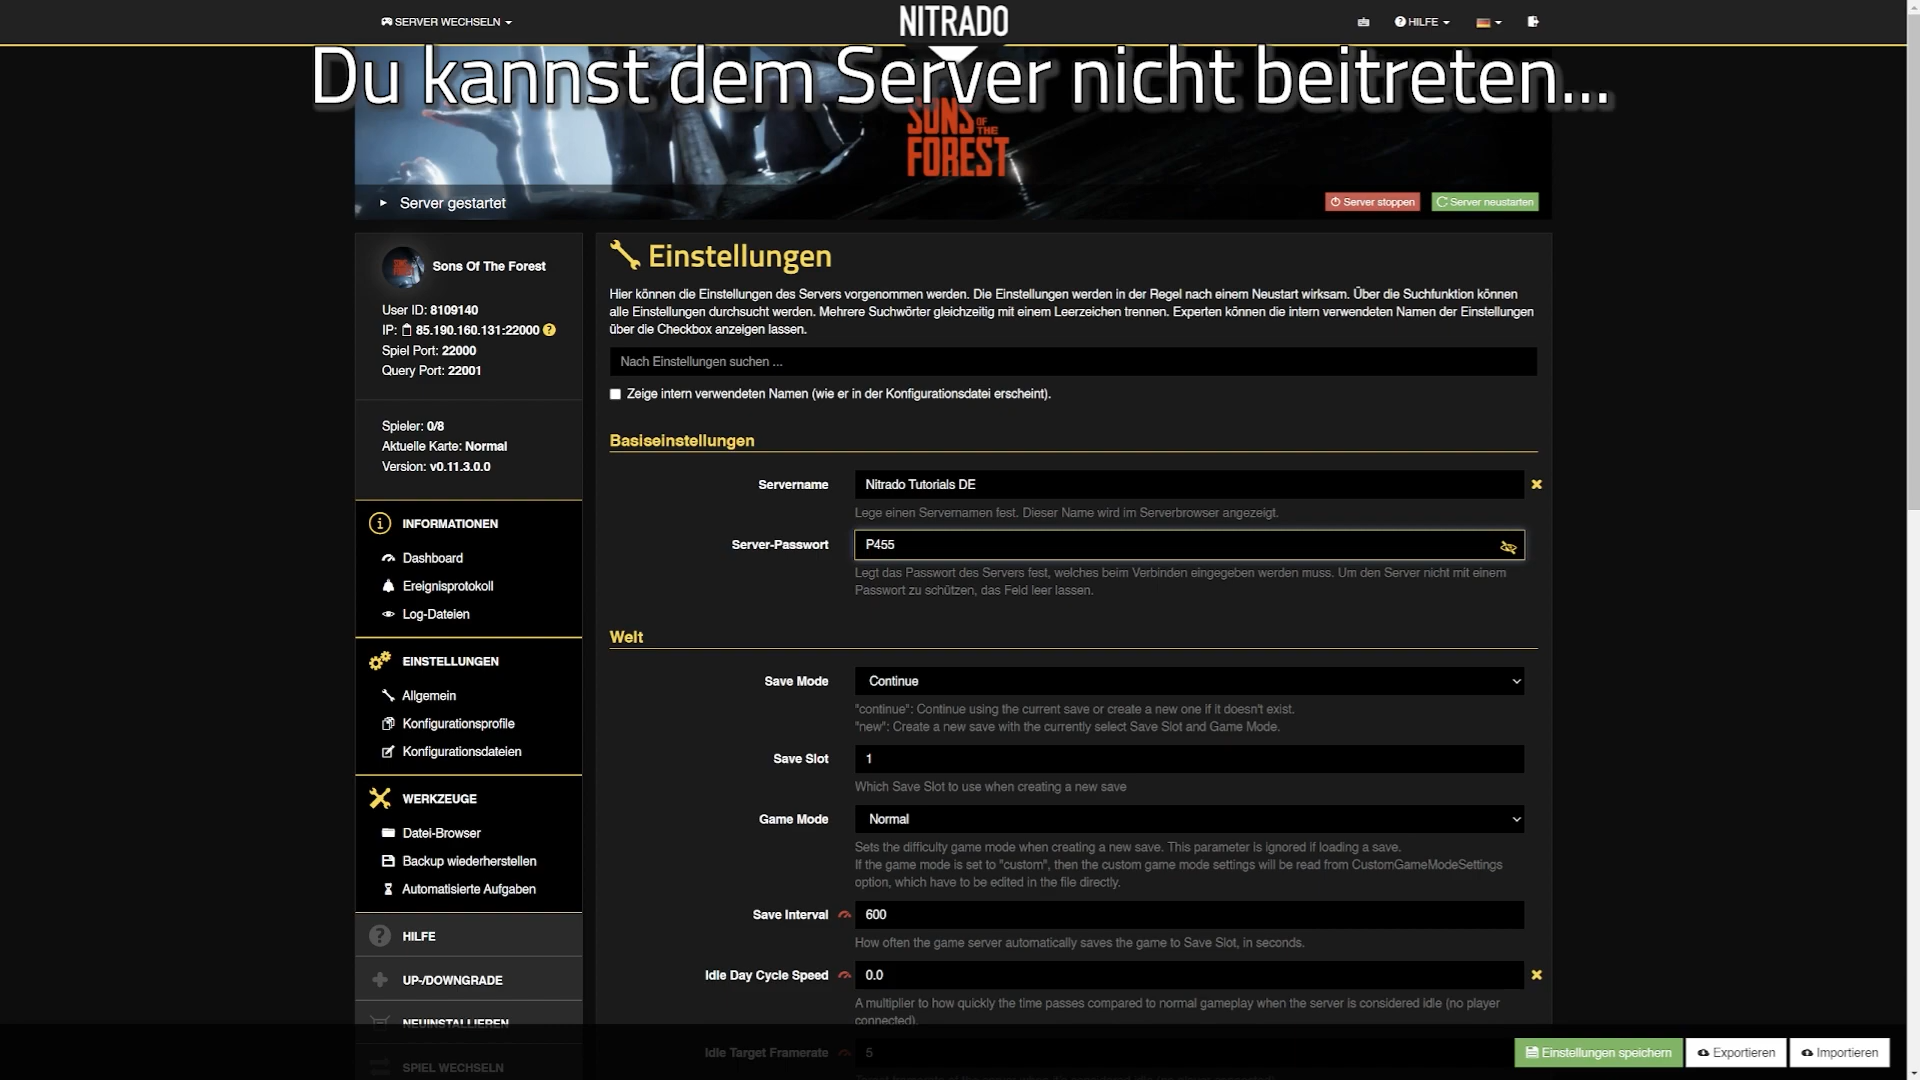 SERVER WECHSELN
NITRADO
HILFE
Du kannst dem Server nicht beitreten...
SONS OF THE FOREST
Server gestartet
Server stoppen
Server neustarten
Sons Of The Forest
User ID: 8109140
IP: 85.190.160.131:22000
Spiel Port: 22000
Query Port: 22001
Spieler: 0/8
Aktuelle Karte: Normal
Version: v0.11.3.0.0
INFORMATIONEN
Dashboard
Ereignisprotokoll
Log-Dateien
EINSTELLUNGEN
Allgemein
Konfigurationsprofile
Konfigurationsdateien
WERKZEUGE
Datei-Browser
Backup wiederherstellen
Automatisierte Aufgaben
HILFE
UP-/DOWNGRADE
NEUINSTALLIEREN
SPIEL WECHSELN
Einstellungen
Hier können die Einstellungen des Servers vorgenommen werden. Die Einstellungen werden in der Regel nach einem Neustart wirksam. Über die Suchfunktion können
alle Einstellungen durchsucht werden. Mehrere Suchwörter gleichzeitig mit einem Leerzeichen trennen. Experten können die intern verwendeten Namen der Einstellungen
über die Checkbox anzeigen lassen.
Nach Einstellungen suchen ...
Zeige intern verwendeten Namen (wie er in der Konfigurationsdatei erscheint).
Basiseinstellungen
Servername
Nitrado Tutorials DE
Lege einen Servernamen fest. Dieser Name wird im Serverbrowser angezeigt.
Server-Passwort
P455
Legt das Passwort des Servers fest, welches beim Verbinden eingegeben werden muss. Um den Server nicht mit einem
Passwort zu schützen, das Feld leer lassen.
Welt
Save Mode
Continue
"continue": Continue using the current save or create a new one if it doesn't exist.
"new": Create a new save with the currently select Save Slot and Game Mode.
Save Slot
1
Which Save Slot to use when creating a new save
Game Mode
Normal
Sets the difficulty game mode when creating a new save. This parameter is ignored if loading a save.
If the game mode is set to "custom", then the custom game mode settings will be read from CustomGameModeSettings
option, which have to be edited in the file directly.
Save Interval
600
How often the game server automatically saves the game to Save Slot, in seconds.
Idle Day Cycle Speed
0.0
A multiplier to how quickly the time passes compared to normal gameplay when the server is considered idle (no player
connected).
Idle Target Framerate
5
Einstellungen speichern
Exportieren
Importieren